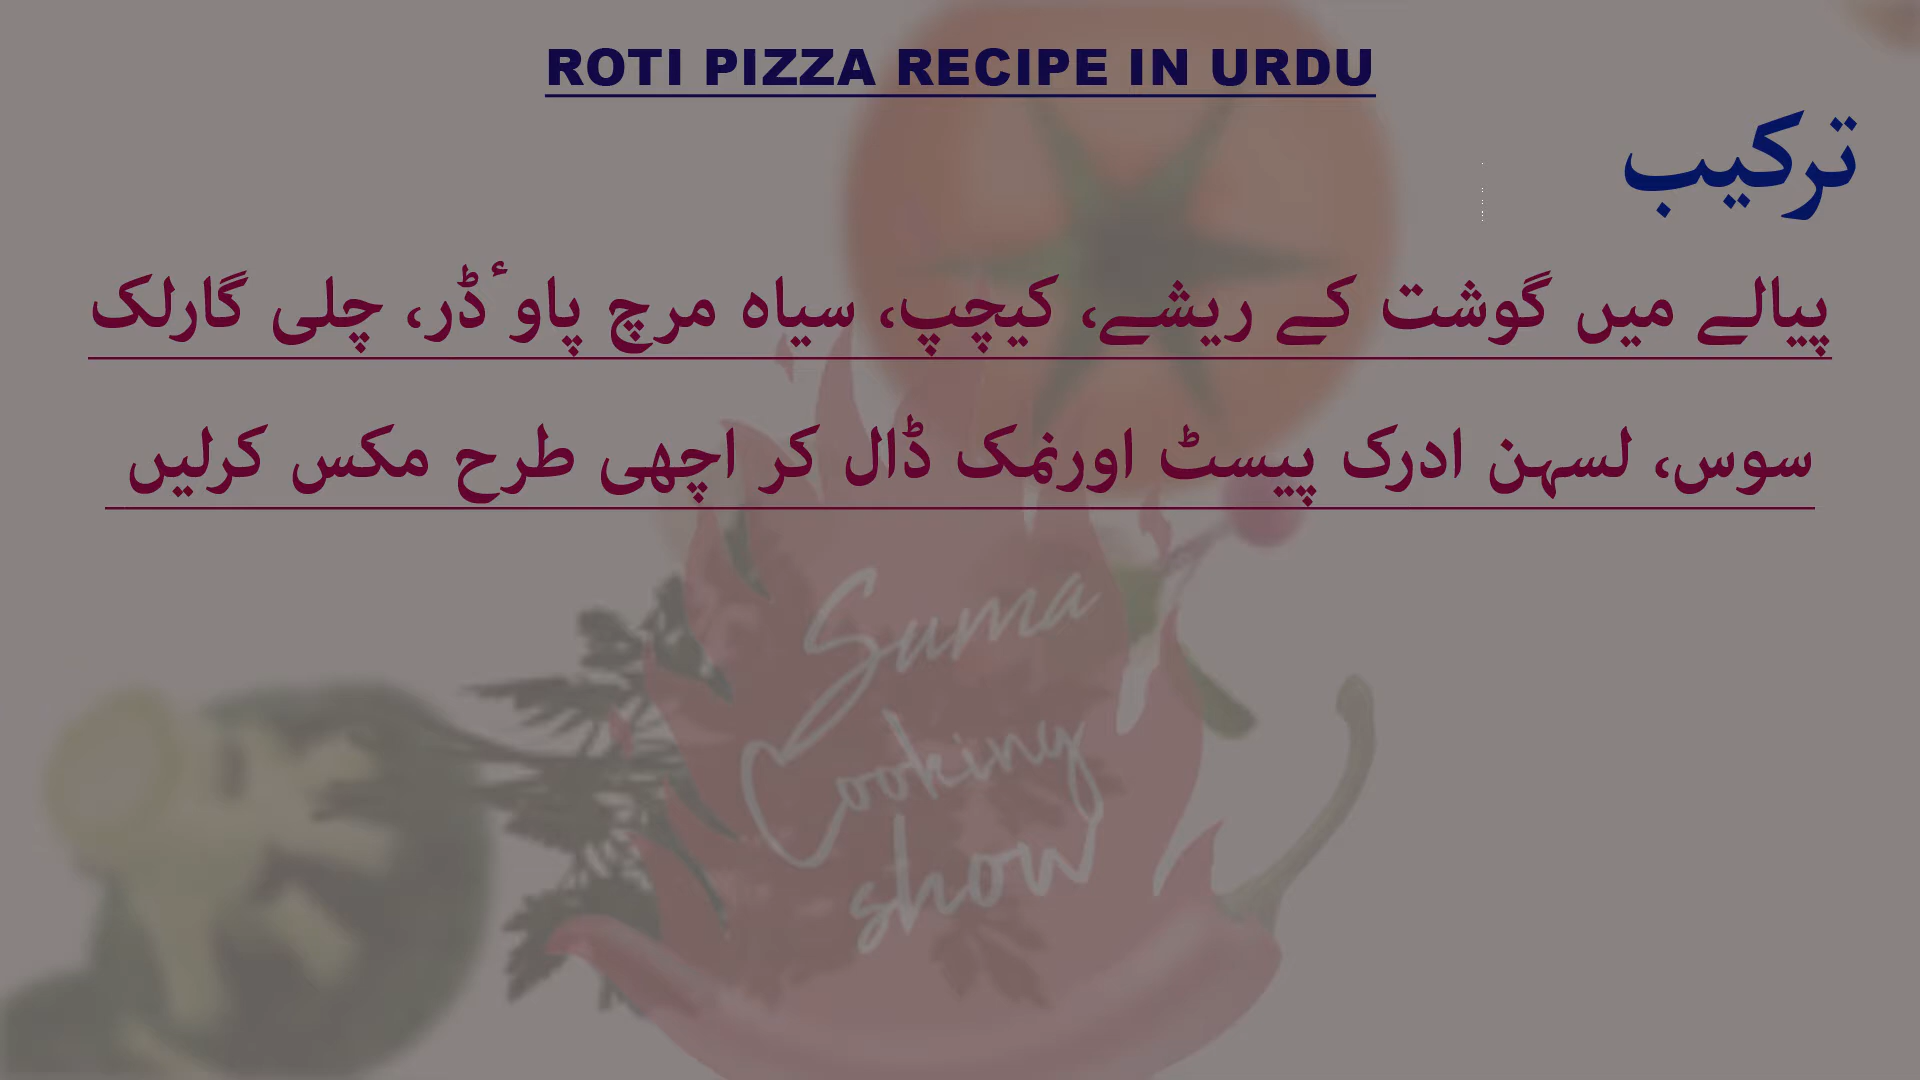 ROTI PIZZA RECIPE IN URDU
ترکیب
پیالے میں گوشت کے ریشے، کیچپ، سیاہ مرچ پاوٴڈر، چلی گارلک
سوس، لسہن ادرک پیسٹ اورنمک ڈال کر اچھی طرح مکس کرلیں
Suma
Cooking
show